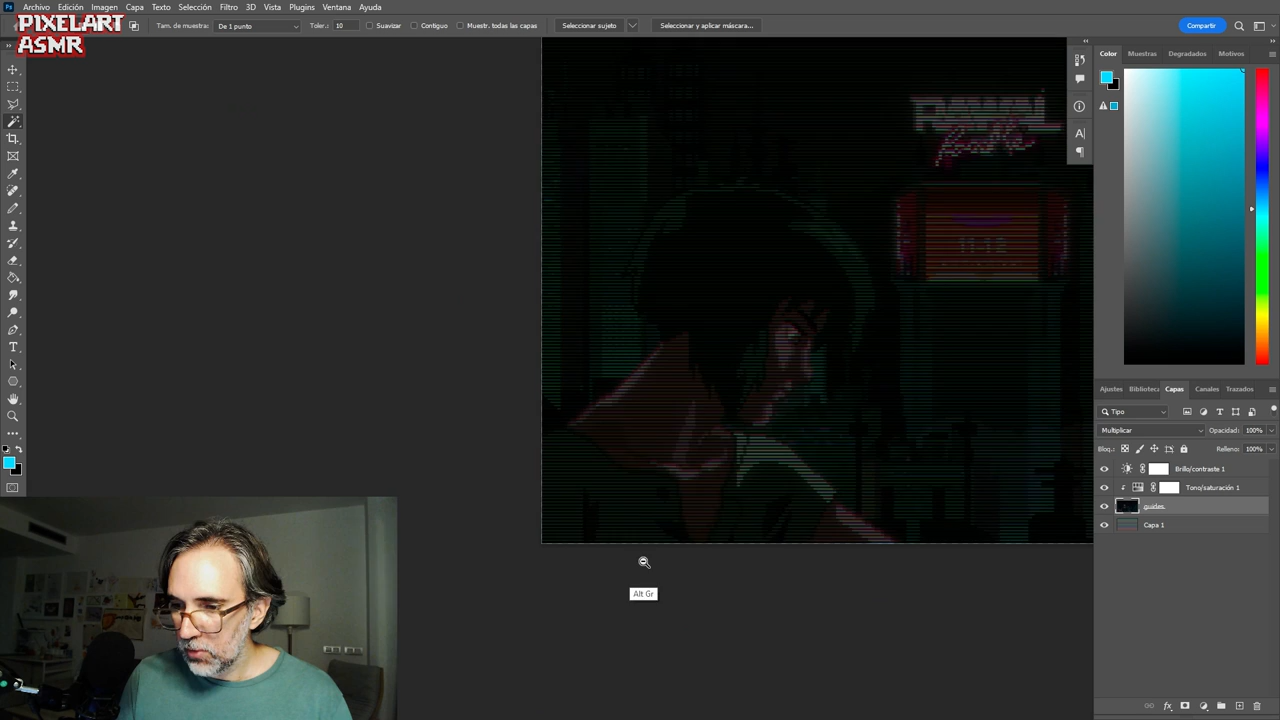 Archivo Edición Imagen Capa Texto Selección Filtro 3D Vista Plugins Ventana Ayuda
PIXELART
ASMR
Tam. de muestra: De 1 punto Toler.: 10 Suavizar Contiguo Muestr. todas las capas Seleccionar sujeto Seleccionar y aplicar máscara... Compartir
Color Muestras Degradados Motivos
Ajustes Bibliotec Capas Canales Trazados
Tipo
Multiplicar Opacidad: 100%
Bloq.: Relleno: 100%
Brillo/contraste 1
Tono/saturación 1
guides.
Capa 1
Alt Gr